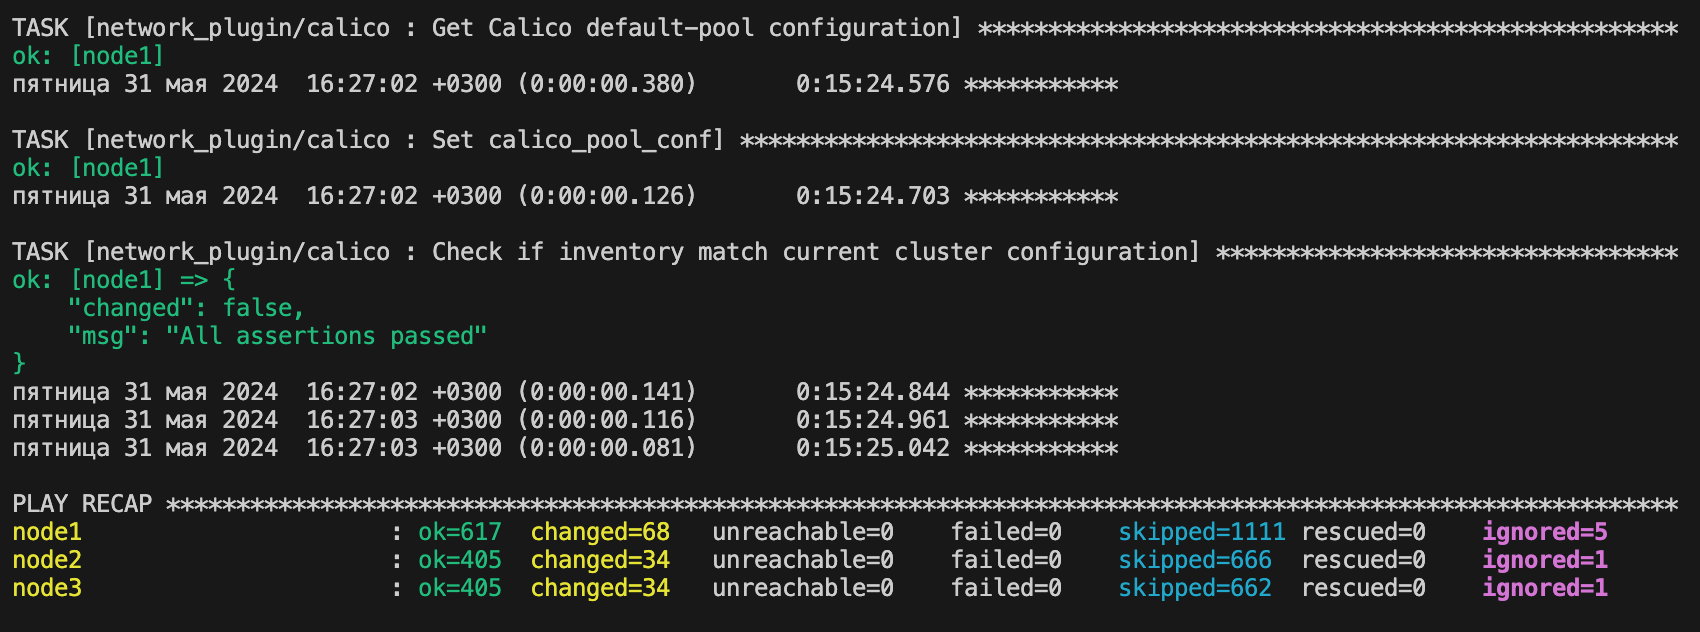 TASK [network_plugin/calico : Get Calico default-pool configuration] **************************************************
ok: [node1]
пятница 31 мая 2024  16:27:02 +0300 (0:00:00.380)       0:15:24.576 ***********
TASK [network_plugin/calico : Set calico_pool_conf] *******************************************************************
ok: [node1]
пятница 31 мая 2024  16:27:02 +0300 (0:00:00.126)       0:15:24.703 ***********
TASK [network_plugin/calico : Check if inventory match current cluster configuration] *********************************
ok: [node1] => {
    "changed": false,
    "msg": "All assertions passed"
}
пятница 31 мая 2024  16:27:02 +0300 (0:00:00.141)       0:15:24.844 ***********
пятница 31 мая 2024  16:27:03 +0300 (0:00:00.116)       0:15:24.961 ***********
пятница 31 мая 2024  16:27:03 +0300 (0:00:00.081)       0:15:25.042 ***********
PLAY RECAP ************************************************************************************************************
node1                      : ok=617  changed=68   unreachable=0    failed=0    skipped=1111 rescued=0    ignored=5
node2                      : ok=405  changed=34   unreachable=0    failed=0    skipped=666  rescued=0    ignored=1
node3                      : ok=405  changed=34   unreachable=0    failed=0    skipped=662  rescued=0    ignored=1